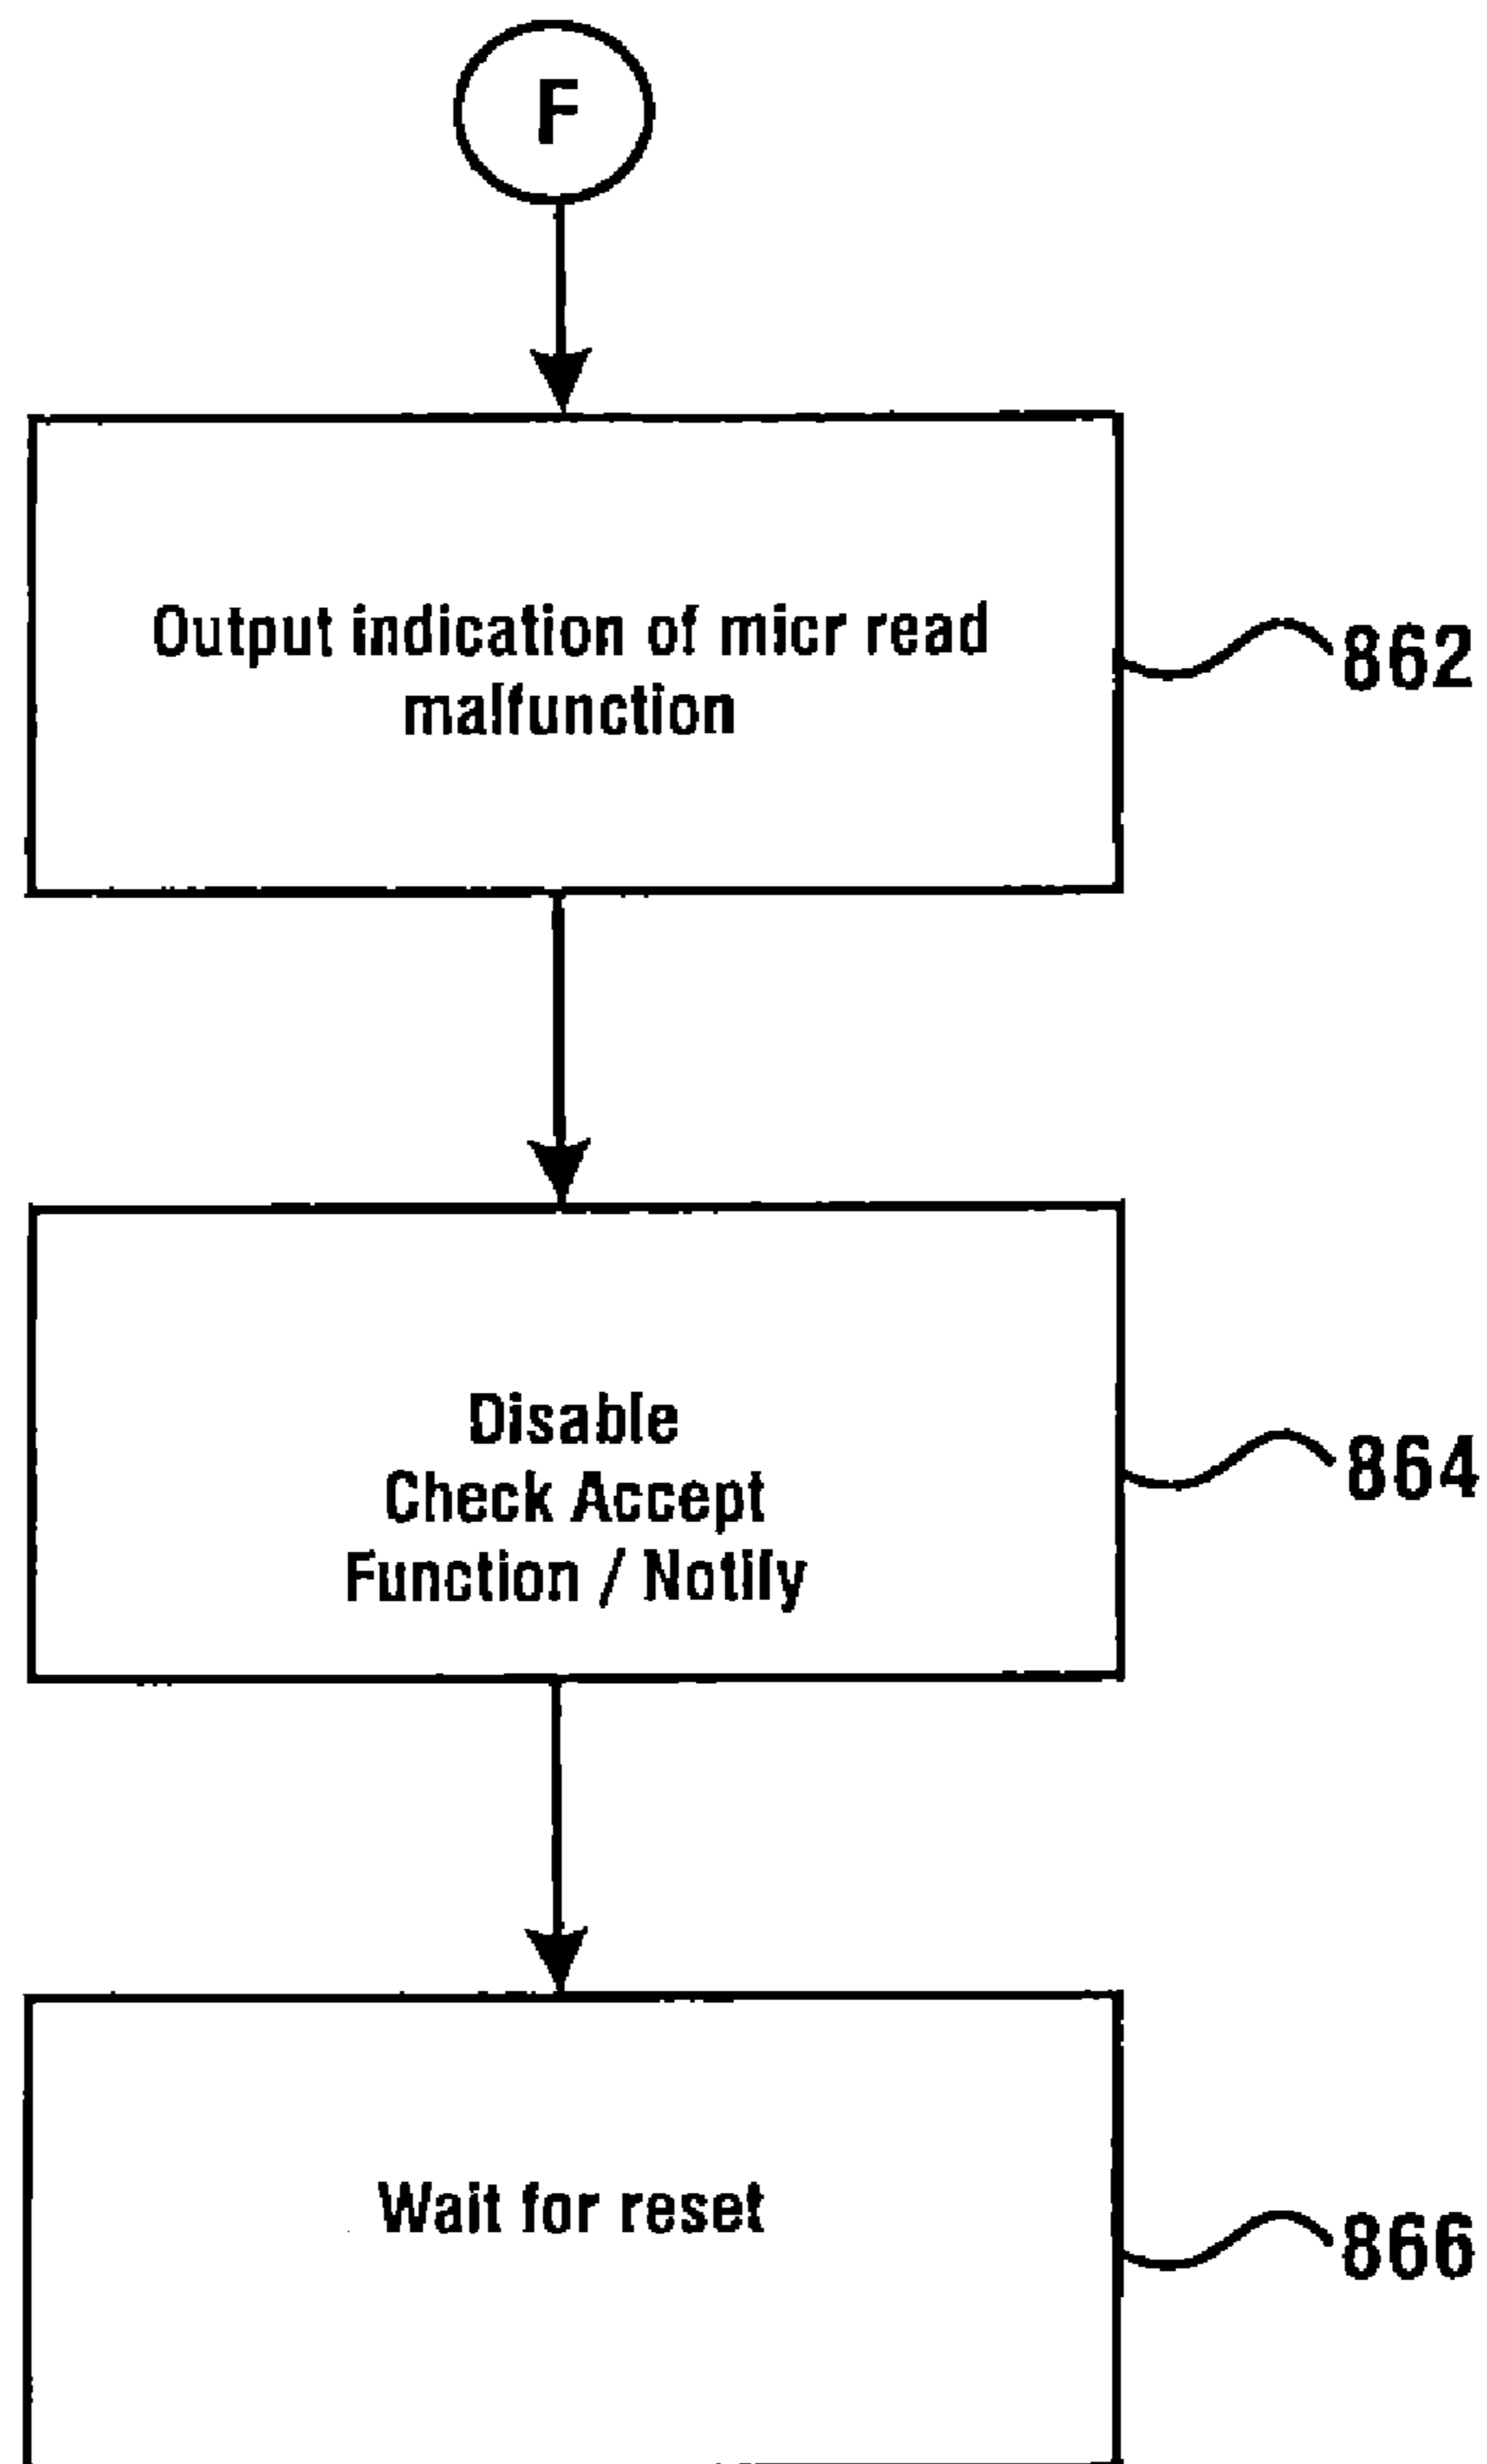 F
Output indication of micr read
malfunction
862
Disable
Check Accept
Function / Notify
864
Wait for reset
866